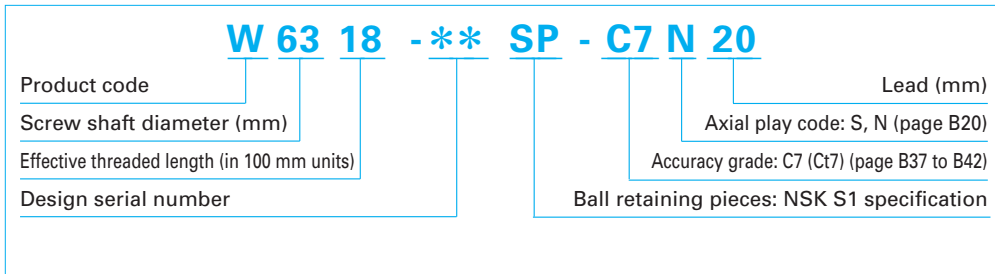 W 63 18 -** SP - C7 N 20
Product code
Lead (mm)
Screw shaft diameter (mm)
Axial play code: S, N (page B20)
Effective threaded length (in 100 mm units)
Accuracy grade: C7 (Ct7) (page B37 to B42)
Design serial number
Ball retaining pieces: NSK S1 specification